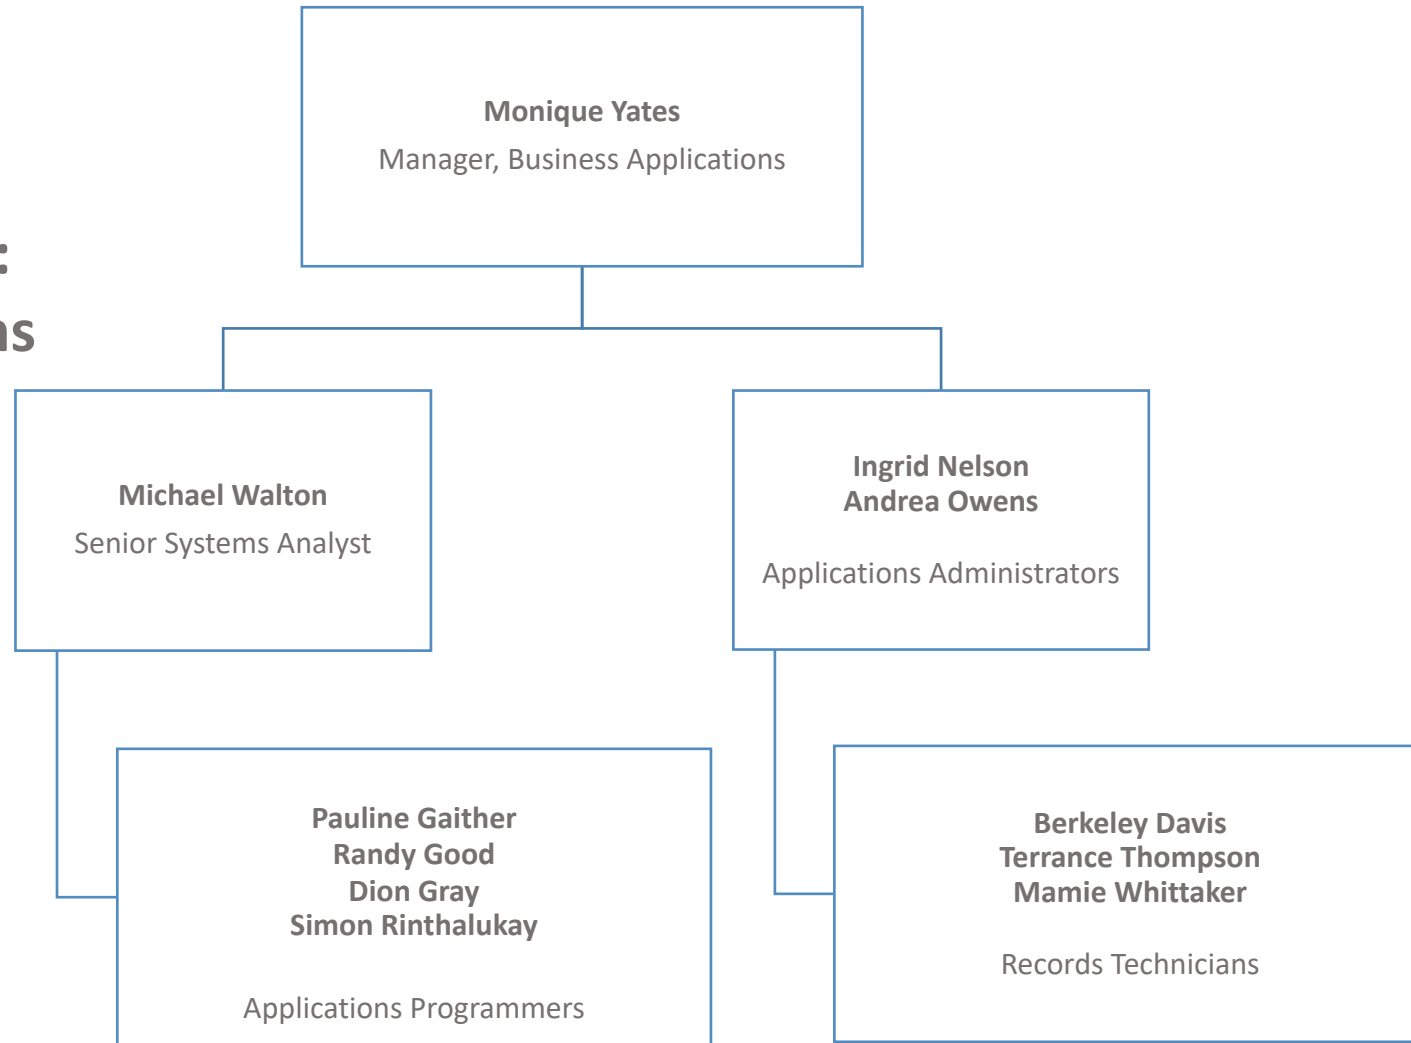 Monique Yates
Manager, Business Applications
:
Michael Walton
Senior Systems Analyst
Ingrid Nelson
Andrea Owens
Applications Administrators
Pauline Gaither
Randy Good
Dion Gray
Simon Rinthalukay
Applications Programmers
Berkeley Davis
Terrance Thompson
Mamie Whittaker
Records Technicians